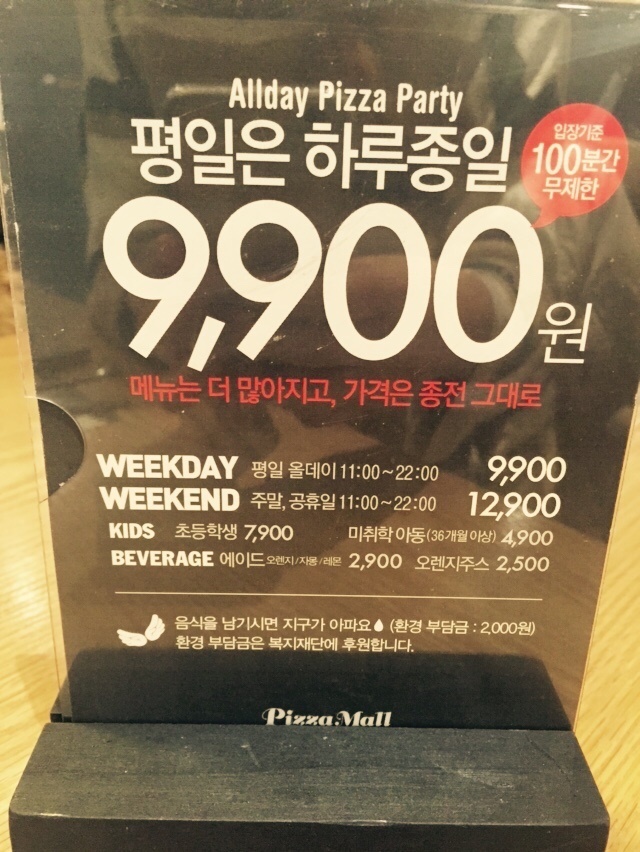 Allday Pizza Party
평일은 하루종일
입장기준
100분간
무제한
9,900원
메뉴는 더 많아지고, 가격은 종전 그대로
WEEKDAY 평일 올데이 11:00~22:00 9,900
WEEKEND 주말, 공휴일 11:00~22:00 12,900
KIDS 초등학생 7,900 미취학 아동(36개월 이상) 4,900
BEVERAGE 에이드 오렌지/자몽/레몬 2,900 오렌지주스 2,500
음식을 남기시면 지구가 아파요 (환경 부담금 : 2,000원)
환경 부담금은 복지재단에 후원합니다.
Pizza Mall